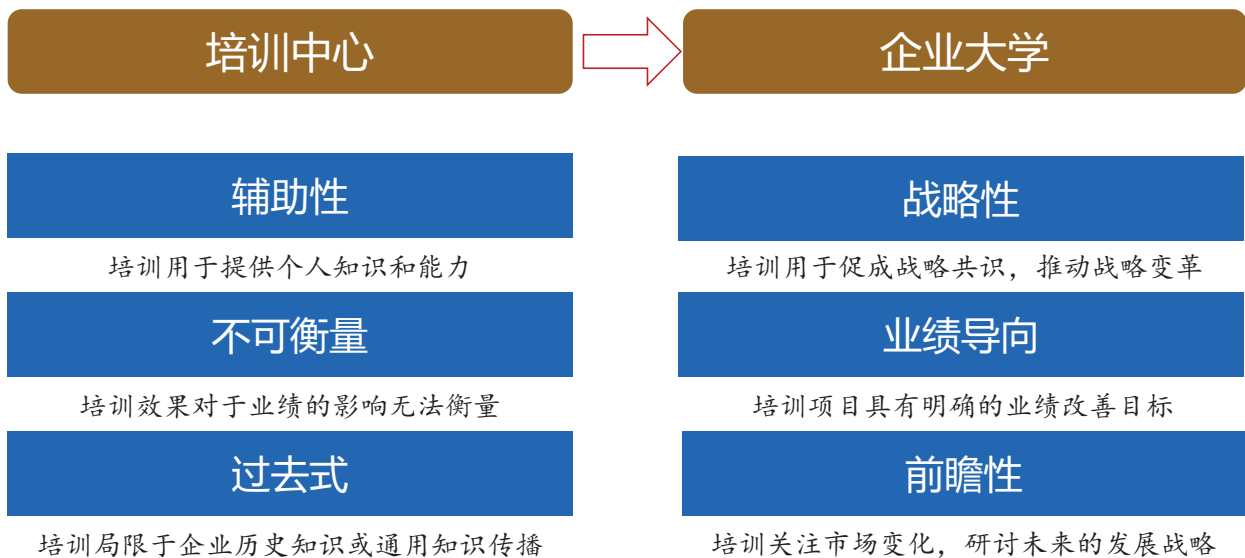 培训中心
企业大学
辅助性
战略性
培训用于提供个人知识和能力
培训用于促成战略共识，推动战略变革
不可衡量
业绩导向
培训效果对于业绩的影响无法衡量
培训项目具有明确的业绩改善目标
过去式
前瞻性
培训局限于企业历史知识或通用知识传播
培训关注市场变化，研讨未来的发展战略